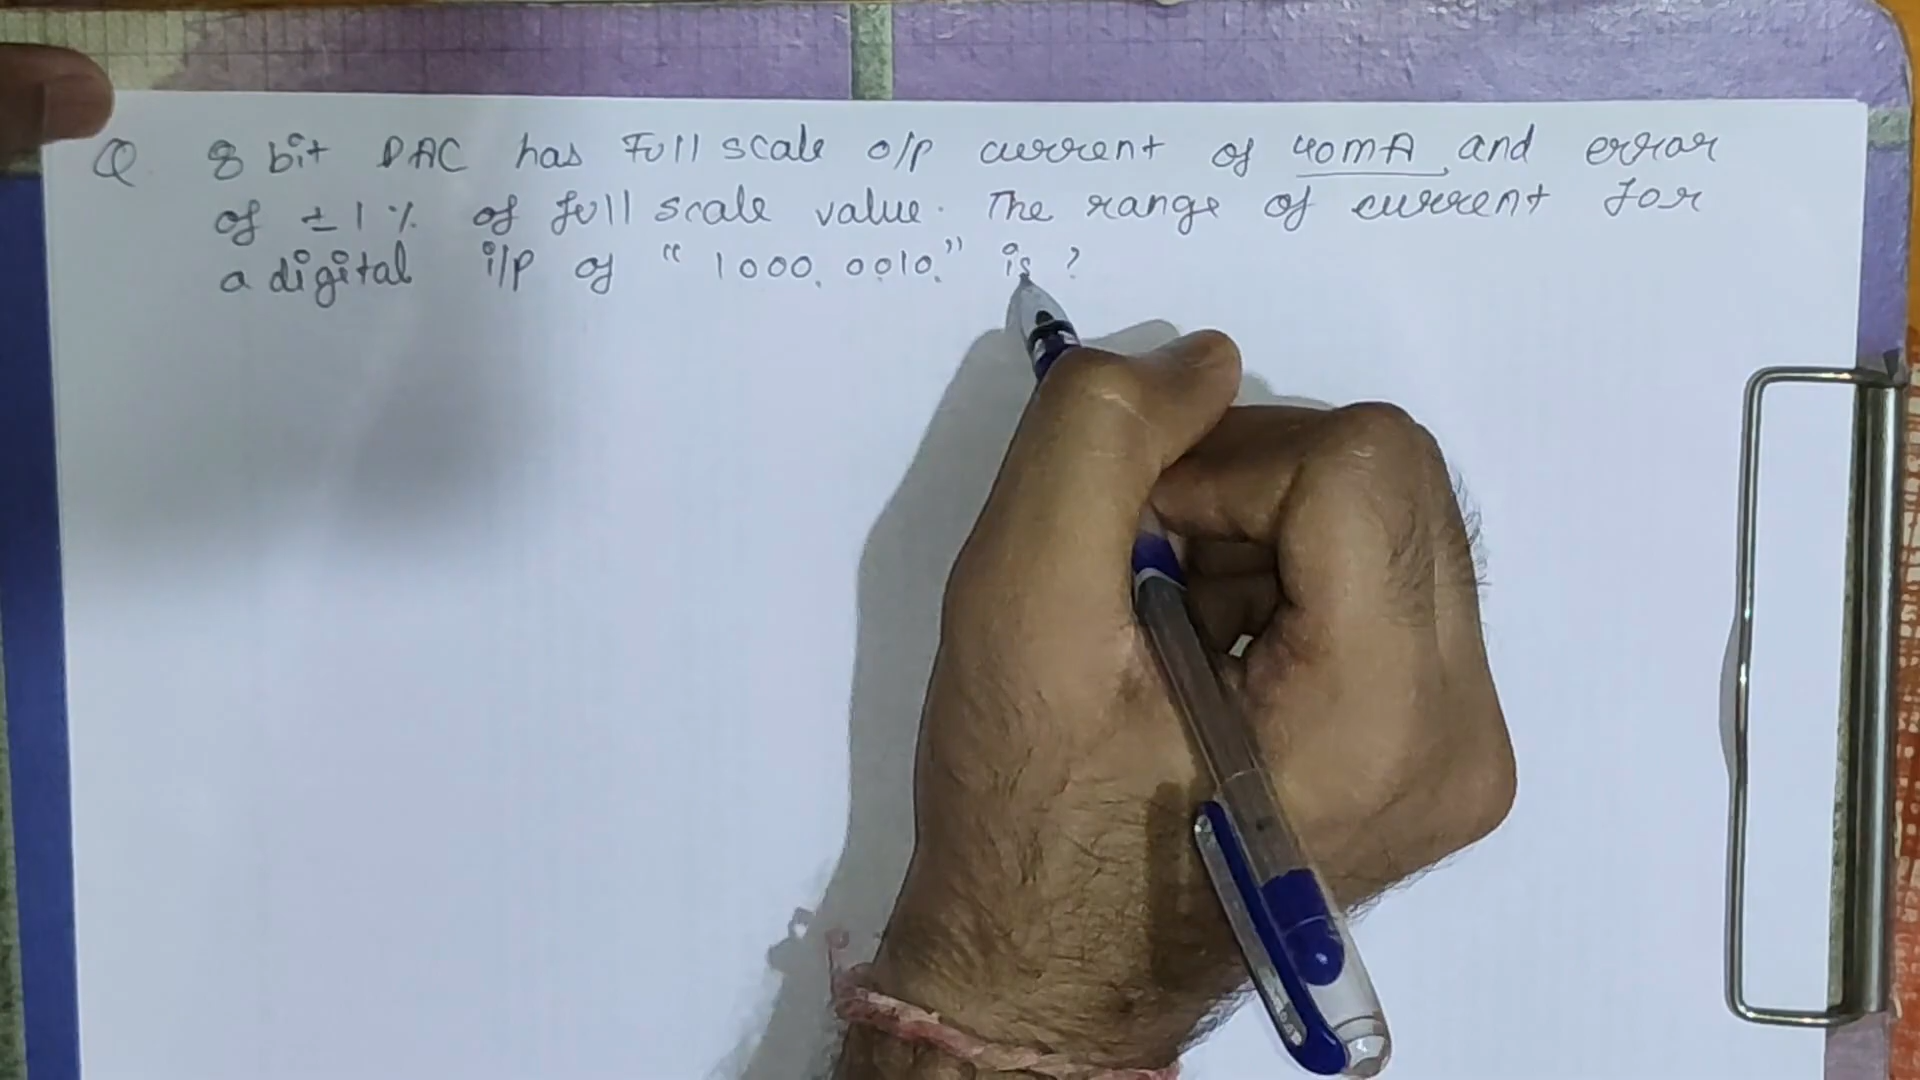 Q 8 bit DAC has Full scale o/p current of 40mA and error
of ±1% of full scale value. The range of current for
a digital i/p of “1000.0010.” is ?